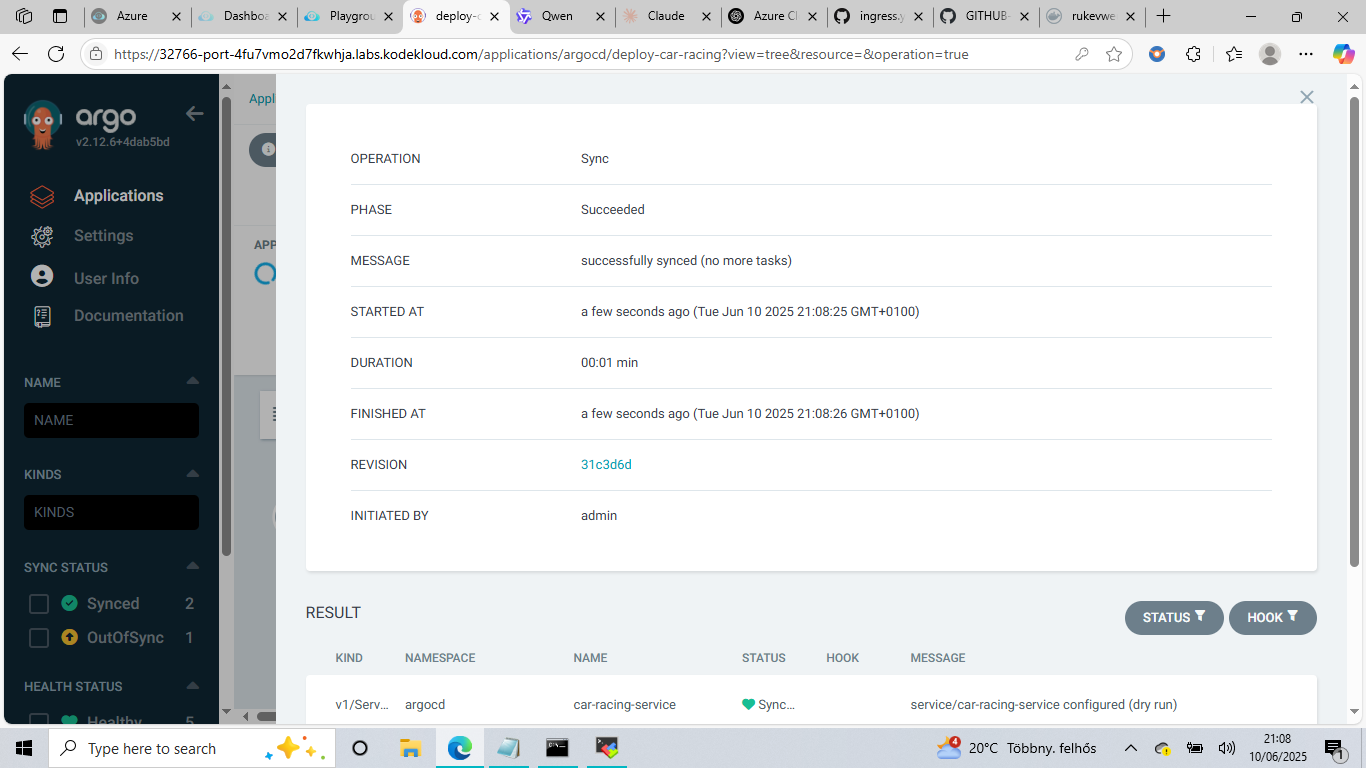 Azure
Dashboa
Playgrou
deploy-c
Qwen
Claude
Azure Cl
ingress.y
GITHUB-
rukevwe
https://32766-port-4fu7vmo2d7fkwhja.labs.kodekloud.com/applications/argocd/deploy-car-racing?view=tree&resource=&operation=true
argo
v2.12.6+4dab5bd
Applications
Settings
User Info
Documentation
NAME
NAME
KINDS
KINDS
SYNC STATUS
Synced 2
OutOfSync 1
HEALTH STATUS
Healthy 5
Appl
APP
OPERATION Sync
PHASE Succeeded
MESSAGE successfully synced (no more tasks)
STARTED AT a few seconds ago (Tue Jun 10 2025 21:08:25 GMT+0100)
DURATION 00:01 min
FINISHED AT a few seconds ago (Tue Jun 10 2025 21:08:26 GMT+0100)
REVISION 31c3d6d
INITIATED BY admin
RESULT
STATUS HOOK
KIND NAMESPACE NAME STATUS HOOK MESSAGE
v1/Serv... argocd car-racing-service Sync... service/car-racing-service configured (dry run)
Type here to search
4
20°C Többny. felhős
21:08
10/06/2025
1